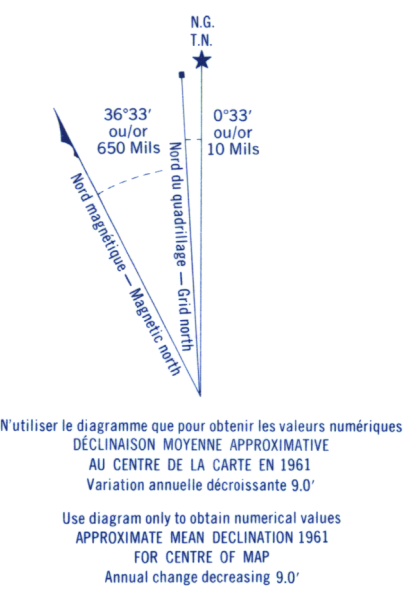 N.G.
T.N.
36°33′
ou/or
650 Mils
0°33′
ou/or
10 Mils
Nord magnétique — Magnetic north
Nord du quadrillage — Grid north
N'utiliser le diagramme que pour obtenir les valeurs numériques
DÉCLINAISON MOYENNE APPROXIMATIVE
AU CENTRE DE LA CARTE EN 1961
Variation annuelle décroissante 9.0′
Use diagram only to obtain numerical values
APPROXIMATE MEAN DECLINATION 1961
FOR CENTRE OF MAP
Annual change decreasing 9.0′